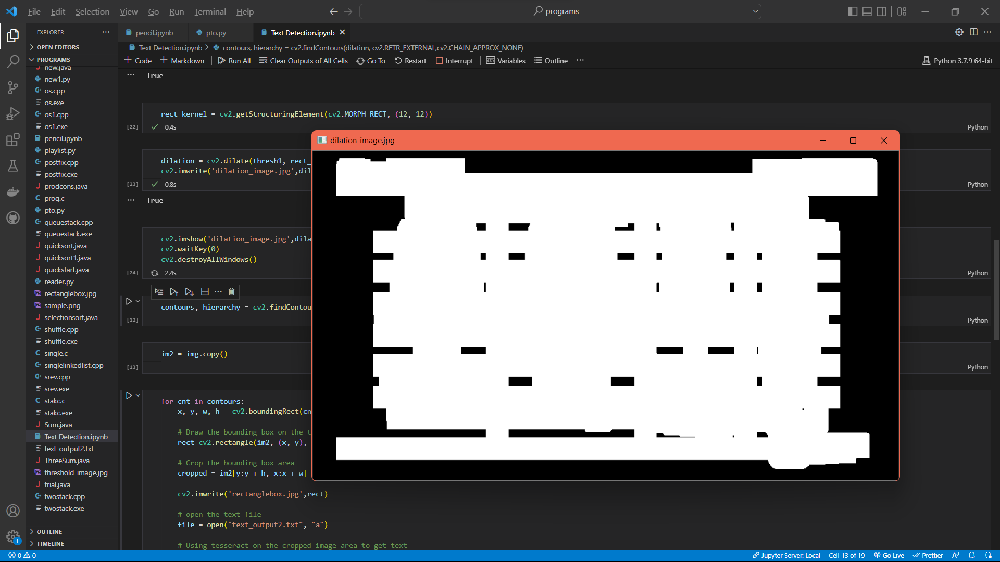 File Edit Selection View Go Run Terminal Help
programs
EXPLORER
OPEN EDITORS
PROGRAMS
new.java
new1.py
os.cpp
os.exe
os1.cpp
os1.exe
pencil.ipynb
playlist.py
postfix.cpp
postfix.exe
prodcons.java
prog.c
pto.py
queuestack.cpp
queuestack.exe
quicksort.java
quicksort1.java
quickstart.java
reader.py
rectanglebox.jpg
sample.png
selectionsort.java
shuffle.cpp
shuffle.exe
single.c
singlelinkedlist.cpp
srev.cpp
srev.exe
stakc.c
stakc.exe
Sum.java
Text Detection.ipynb
text_output2.txt
ThreeSum.java
threshold_image.jpg
trial.java
twostack.cpp
twostack.exe
OUTLINE
TIMELINE
pencil.ipynb
pto.py
Text Detection.ipynb
Text Detection.ipynb > contours, hierarchy = cv2.findContours(dilation, cv2.RETR_EXTERNAL,cv2.CHAIN_APPROX_NONE)
+ Code + Markdown Run All Clear Outputs of All Cells Go To Restart Interrupt Variables Outline ···
Python 3.7.9 64-bit
True
rect_kernel = cv2.getStructuringElement(cv2.MORPH_RECT, (12, 12))
[22] 0.4s
Python
dilation = cv2.dilate(thresh1, rect_
cv2.imwrite('dilation_image.jpg',dil
[23] 0.8s
Python
True
cv2.imshow('dilation_image.jpg',dila
cv2.waitKey(0)
cv2.destroyAllWindows()
[24] 2.4s
Python
contours, hierarchy = cv2.findContou
[12]
Python
im2 = img.copy()
[13]
Python
for cnt in contours:
x, y, w, h = cv2.boundingRect(cn
# Draw the bounding box on the t
rect=cv2.rectangle(im2, (x, y),
# Crop the bounding box area
cropped = im2[y:y + h, x:x + w]
cv2.imwrite('rectanglebox.jpg',rect)
# open the text file
file = open("text_output2.txt", "a")
# Using tesseract on the cropped image area to get text
dilation_image.jpg
1
0 0
Jupyter Server: Local Cell 13 of 19 Go Live Prettier